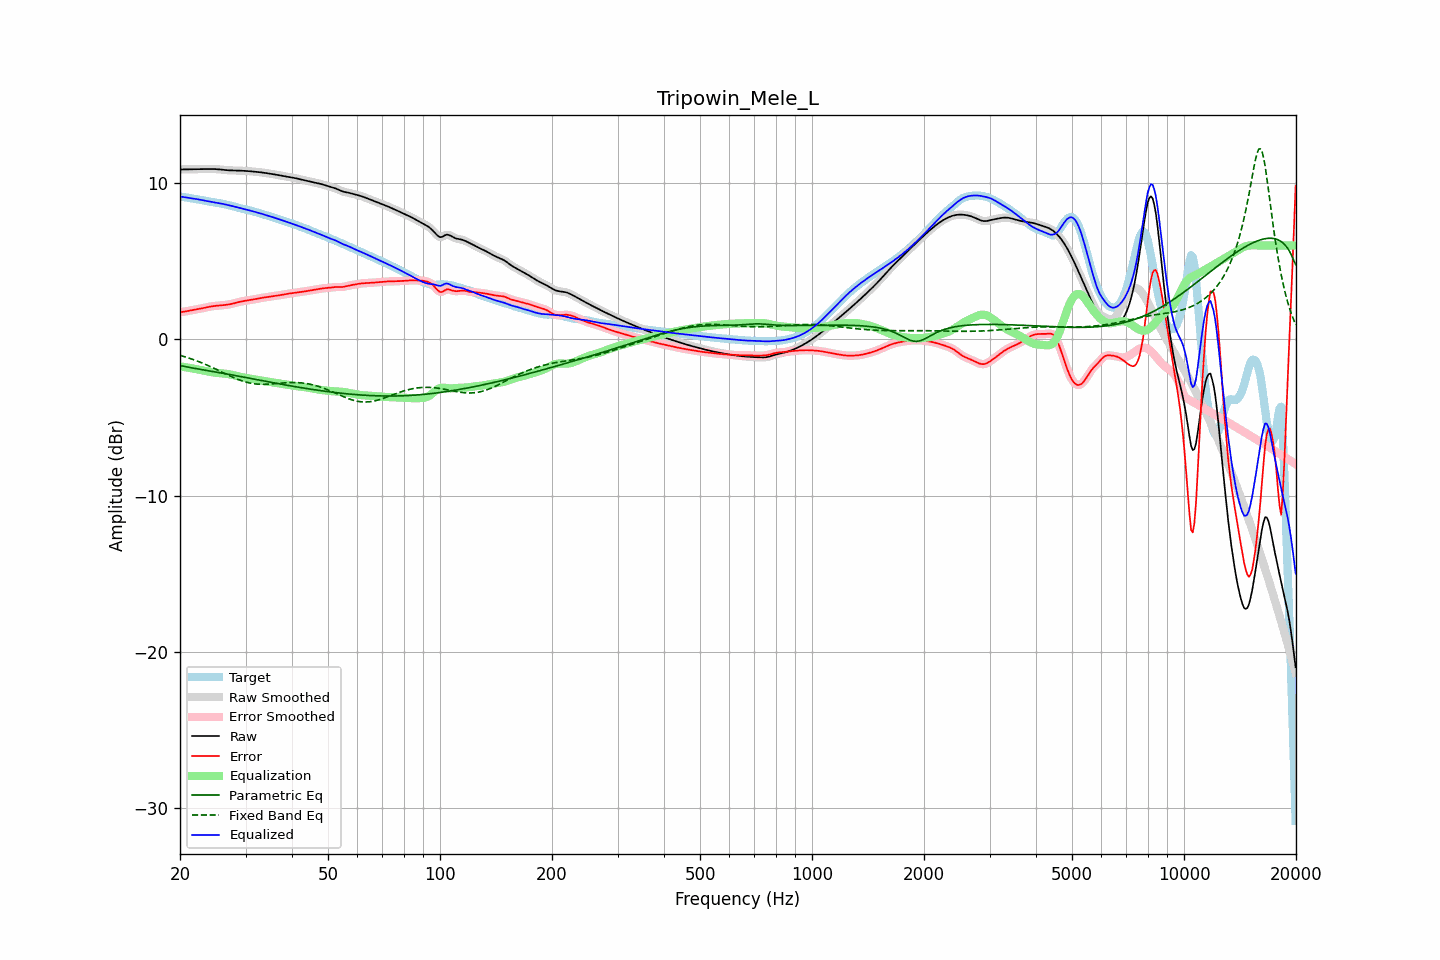 Tripowin_Mele_L
Amplitude (dBr)
10
0
−10
−20
−30
Target
Raw Smoothed
Error Smoothed
Raw
Error
Equalization
Parametric Eq
Fixed Band Eq
Equalized
20 50 100 200 500 1000 2000 5000 10000 20000
Frequency (Hz)